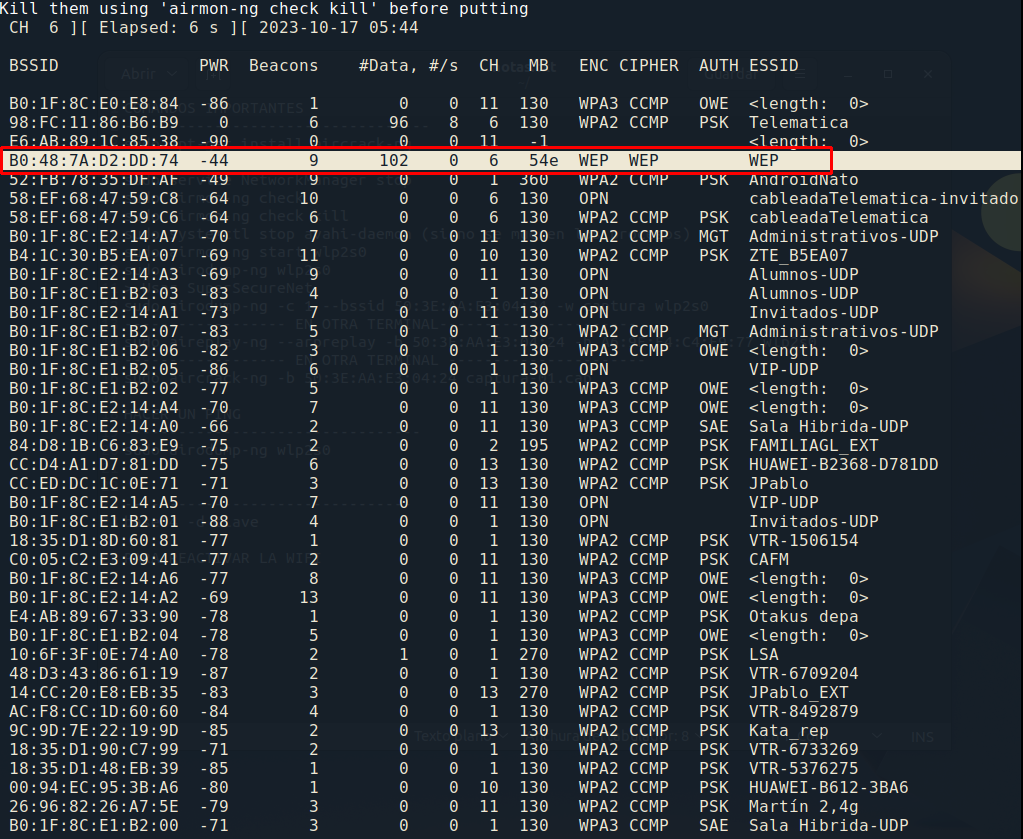 Kill them using 'airmon-ng check kill' before putting
CH  6 ][ Elapsed: 6 s ][ 2023-10-17 05:44
BSSID PWR Beacons #Data, #/s CH MB ENC CIPHER AUTH ESSID
B0:1F:8C:E0:E8:84 -86 1 0 0 11 130 WPA3 CCMP OWE <length:  0>
98:FC:11:86:B6:B9 0 6 96 8 6 130 WPA2 CCMP PSK Telematica
E6:AB:89:1C:85:38 -90 0 0 0 11 -1 <length:  0>
B0:48:7A:D2:DD:74 -44 9 102 0 6 54e WEP WEP WEP
52:FB:78:35:DF:AF -49 9 0 0 1 360 WPA2 CCMP PSK AndroidNato
58:EF:68:47:59:C8 -64 10 0 0 6 130 OPN cableadaTelematica-invitado
58:EF:68:47:59:C6 -64 6 0 0 6 130 WPA2 CCMP PSK cableadaTelematica
B0:1F:8C:E2:14:A7 -70 7 0 0 11 130 WPA2 CCMP MGT Administrativos-UDP
B4:1C:30:B5:EA:07 -69 11 0 0 10 130 WPA2 CCMP PSK ZTE_B5EA07
B0:1F:8C:E2:14:A3 -69 9 0 0 11 130 OPN Alumnos-UDP
B0:1F:8C:E1:B2:03 -83 4 0 0 1 130 OPN Alumnos-UDP
B0:1F:8C:E2:14:A1 -73 7 0 0 11 130 OPN Invitados-UDP
B0:1F:8C:E1:B2:07 -83 5 0 0 1 130 WPA2 CCMP MGT Administrativos-UDP
B0:1F:8C:E1:B2:06 -82 3 0 0 1 130 WPA3 CCMP OWE <length:  0>
B0:1F:8C:E1:B2:05 -86 6 0 0 1 130 OPN VIP-UDP
B0:1F:8C:E1:B2:02 -77 5 0 0 1 130 WPA3 CCMP OWE <length:  0>
B0:1F:8C:E2:14:A4 -70 7 0 0 11 130 WPA3 CCMP OWE <length:  0>
B0:1F:8C:E2:14:A0 -66 2 0 0 11 130 WPA3 CCMP SAE Sala Hibrida-UDP
84:D8:1B:C6:83:E9 -75 2 0 0 2 195 WPA2 CCMP PSK FAMILIAGL_EXT
CC:D4:A1:D7:81:DD -75 6 0 0 13 130 WPA2 CCMP PSK HUAWEI-B2368-D781DD
CC:ED:DC:1C:0E:71 -71 3 0 0 13 130 WPA2 CCMP PSK JPablo
B0:1F:8C:E2:14:A5 -70 7 0 0 11 130 OPN VIP-UDP
B0:1F:8C:E1:B2:01 -88 4 0 0 1 130 OPN Invitados-UDP
18:35:D1:8D:60:81 -77 1 0 0 1 130 WPA2 CCMP PSK VTR-1506154
C0:05:C2:E3:09:41 -77 2 0 0 11 130 WPA2 CCMP PSK CAFM
B0:1F:8C:E2:14:A6 -77 8 0 0 11 130 WPA3 CCMP OWE <length:  0>
B0:1F:8C:E2:14:A2 -69 13 0 0 11 130 WPA3 CCMP OWE <length:  0>
E4:AB:89:67:33:90 -78 1 0 0 1 130 WPA2 CCMP PSK Otakus depa
B0:1F:8C:E1:B2:04 -78 5 0 0 1 130 WPA3 CCMP OWE <length:  0>
10:6F:3F:0E:74:A0 -78 2 1 0 1 270 WPA2 CCMP PSK LSA
48:D3:43:86:61:19 -87 2 0 0 1 130 WPA2 CCMP PSK VTR-6709204
14:CC:20:E8:EB:35 -83 3 0 0 13 270 WPA2 CCMP PSK JPablo_EXT
AC:F8:CC:1D:60:60 -84 4 0 0 1 130 WPA2 CCMP PSK VTR-8492879
9C:9D:7E:22:19:9D -85 2 0 0 13 130 WPA2 CCMP PSK Kata_rep
18:35:D1:90:C7:99 -71 2 0 0 1 130 WPA2 CCMP PSK VTR-6733269
18:35:D1:48:EB:39 -85 1 0 0 1 130 WPA2 CCMP PSK VTR-5376275
00:94:EC:95:3B:A6 -80 1 0 0 10 130 WPA2 CCMP PSK HUAWEI-B612-3BA6
26:96:82:26:A7:5E -79 3 0 0 11 130 WPA2 CCMP PSK Martín 2,4g
B0:1F:8C:E1:B2:00 -71 3 0 0 1 130 WPA3 CCMP SAE Sala Hibrida-UDP